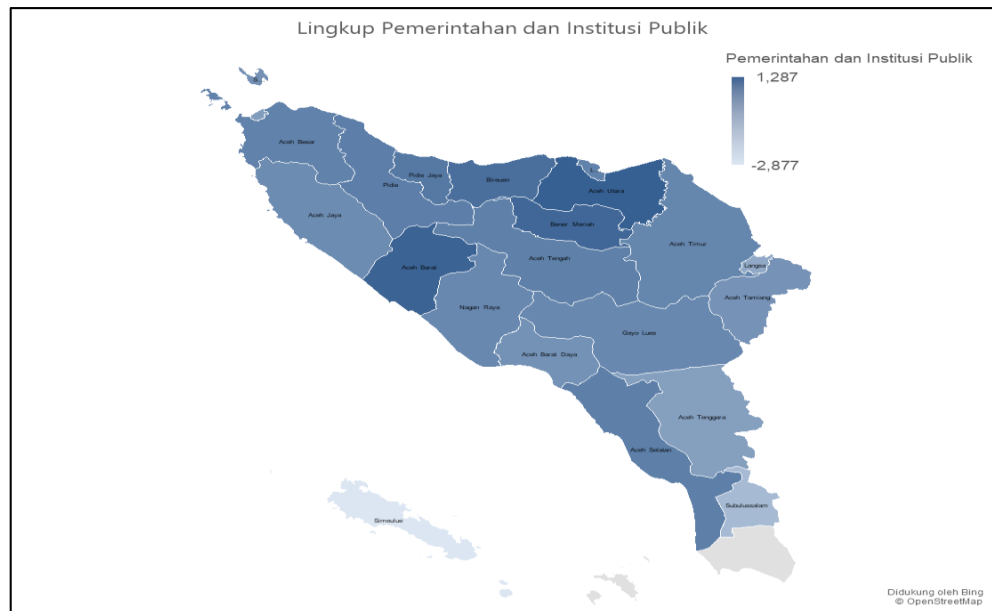 Lingkup Pemerintahan dan Institusi Publik
Pemerintahan dan Institusi Publik
1,287
-2,877
Aceh Besar
Pidie Jaya
Bireuen
Aceh Utara
Pidie
Aceh Jaya
Bener Meriah
Aceh Timur
Aceh Barat
Aceh Tengah
Langsa
Aceh Tamiang
Nagan Raya
Gayo Lues
Aceh Barat Daya
Aceh Tenggara
Aceh Selatan
Subulussalam
Simeulue
Didukung oleh Bing
© OpenStreetMap